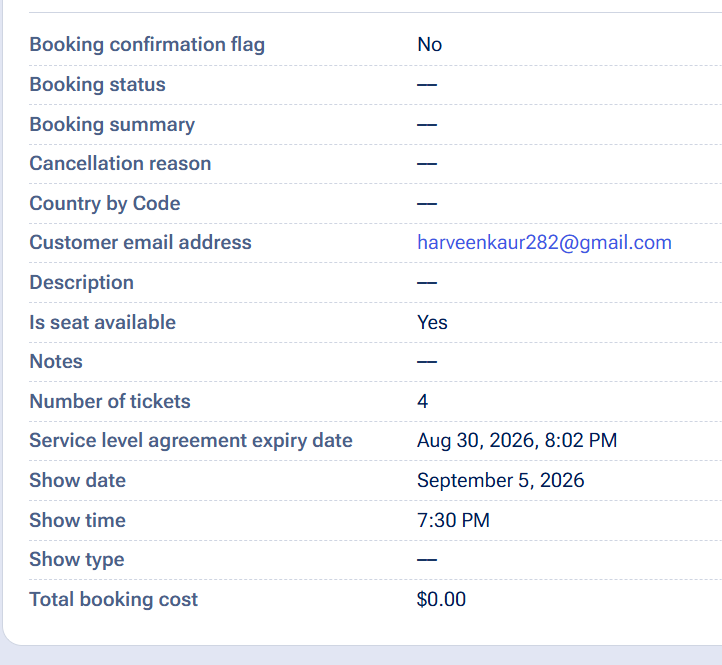 Booking confirmation flag No
Booking status —
Booking summary —
Cancellation reason —
Country by Code —
Customer email address harveenkaur282@gmail.com
Description —
Is seat available Yes
Notes —
Number of tickets 4
Service level agreement expiry date Aug 30, 2026, 8:02 PM
Show date September 5, 2026
Show time 7:30 PM
Show type —
Total booking cost $0.00